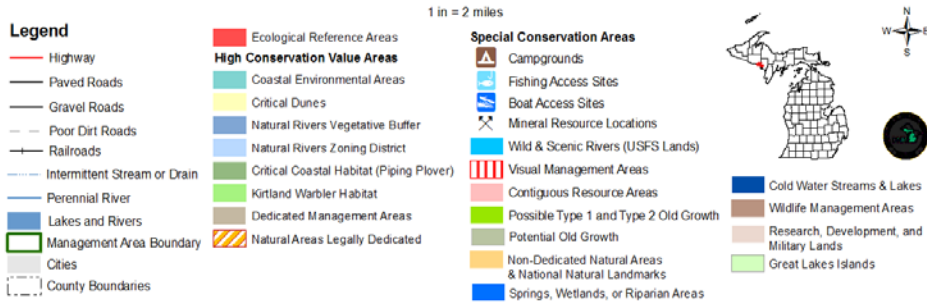 1 in = 2 miles
Legend
Highway
Paved Roads
Gravel Roads
Poor Dirt Roads
Railroads
Intermittent Stream or Drain
Perennial River
Lakes and Rivers
Management Area Boundary
Cities
County Boundaries
Ecological Reference Areas
High Conservation Value Areas
Coastal Environmental Areas
Critical Dunes
Natural Rivers Vegetative Buffer
Natural Rivers Zoning District
Critical Coastal Habitat (Piping Plover)
Kirtland Warbler Habitat
Dedicated Management Areas
Natural Areas Legally Dedicated
Special Conservation Areas
Campgrounds
Fishing Access Sites
Boat Access Sites
Mineral Resource Locations
Wild & Scenic Rivers (USFS Lands)
Visual Management Areas
Contiguous Resource Areas
Possible Type 1 and Type 2 Old Growth
Potential Old Growth
Non-Dedicated Natural Areas
& National Natural Landmarks
Springs, Wetlands, or Riparian Areas
N
W E
S
Cold Water Streams & Lakes
Wildlife Management Areas
Research, Development, and
Military Lands
Great Lakes Islands